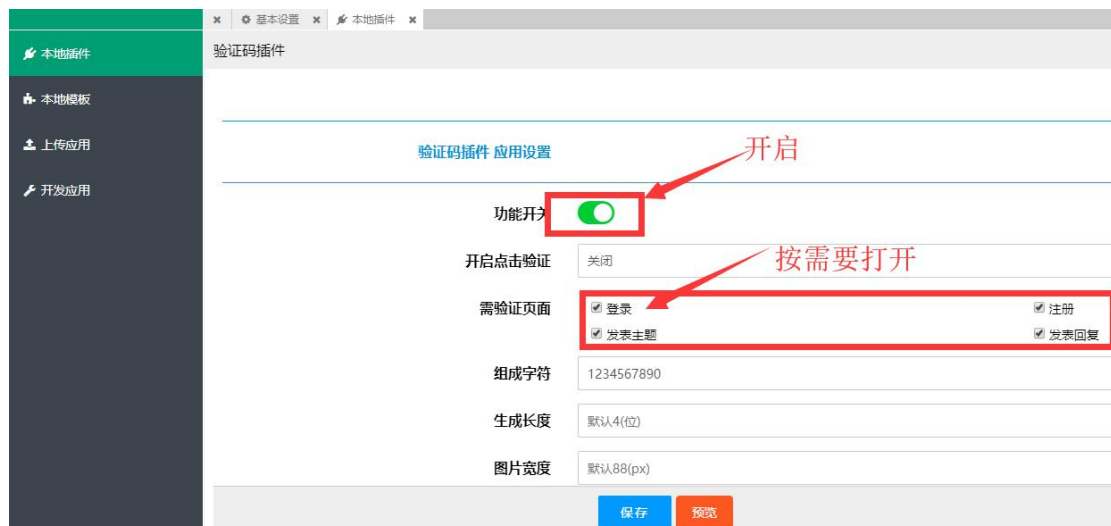 基本设置
本地插件
本地插件
验证码插件
本地模板
上传应用
开发应用
验证码插件 应用设置
开启
功能开关
开启点击验证
关闭
按需要打开
需验证页面
登录
注册
发表主题
发表回复
组成字符
1234567890
生成长度
默认4(位)
图片宽度
默认88(px)
保存
预览